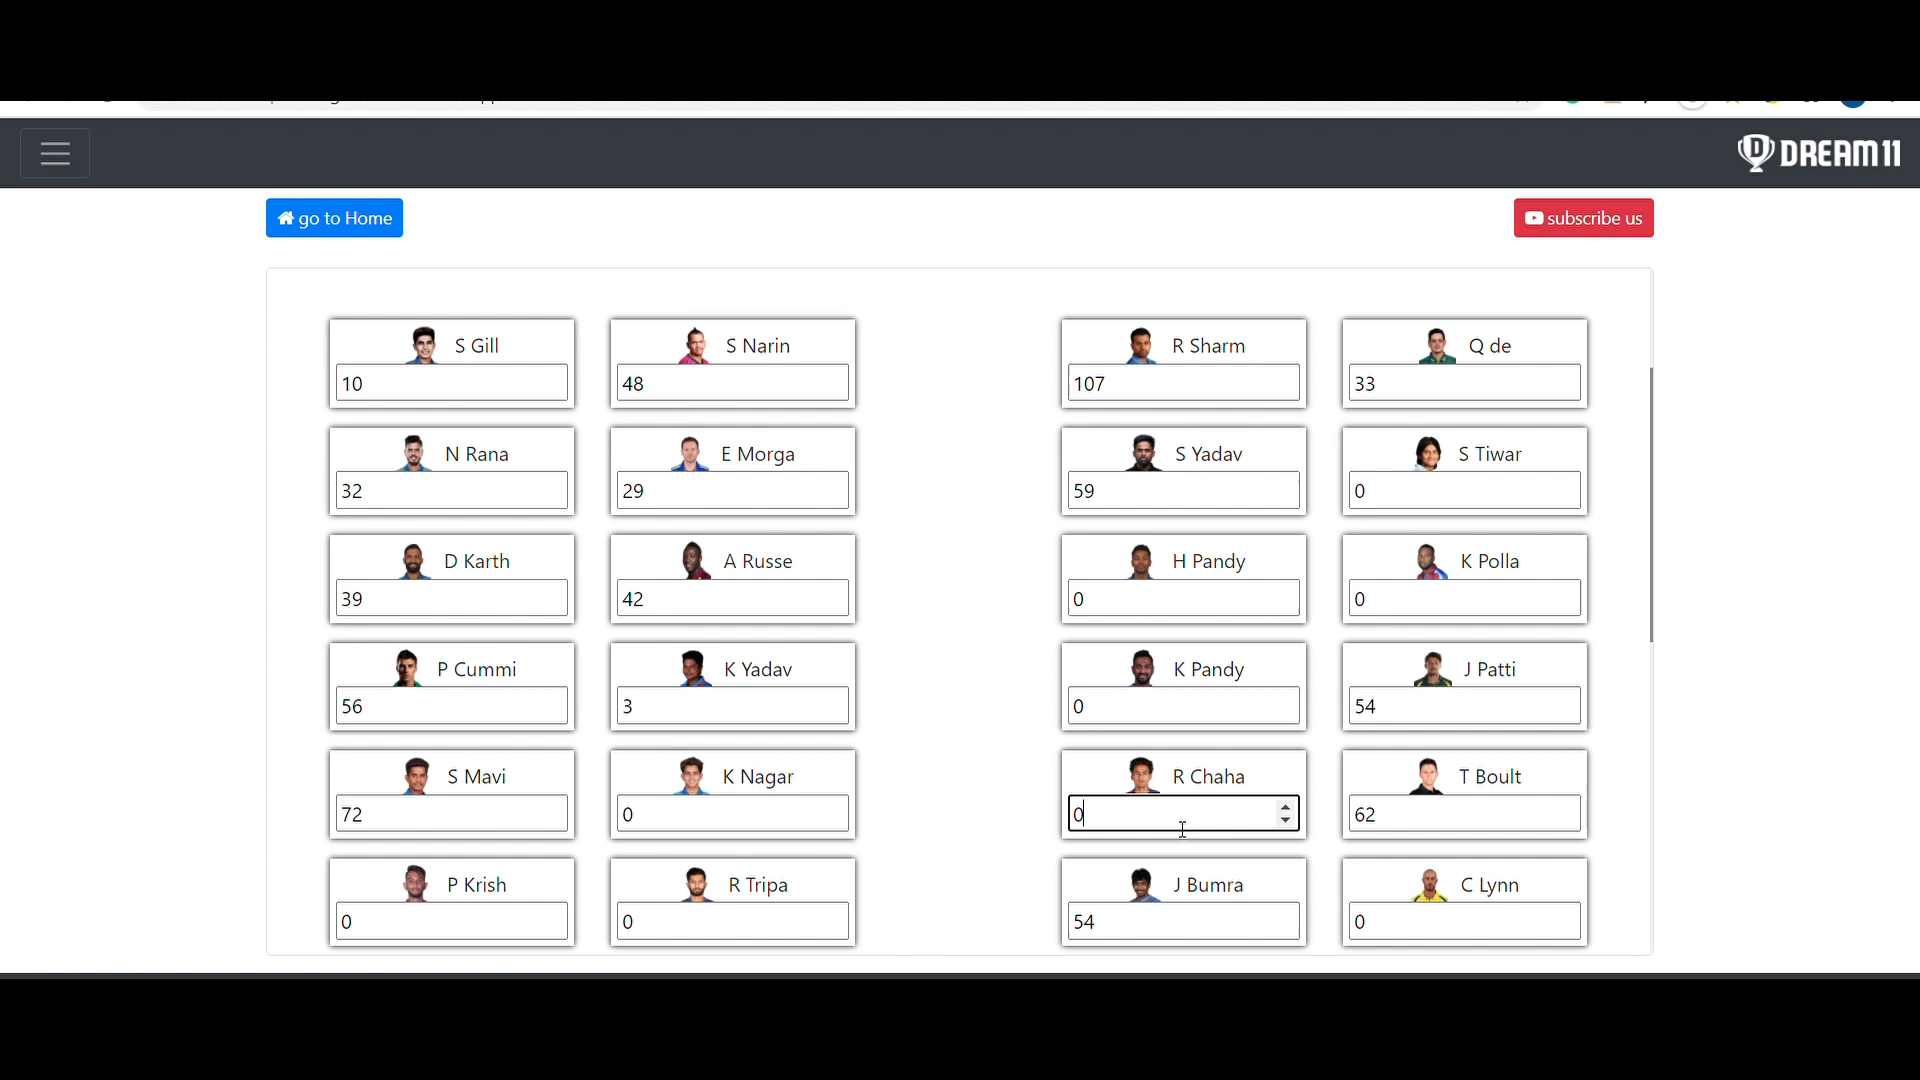 DREAM11
go to Home
subscribe us
S Gill
10
S Narin
48
R Sharm
107
Q de
33
N Rana
32
E Morga
29
S Yadav
59
S Tiwar
0
D Karth
39
A Russe
42
H Pandy
0
K Polla
0
P Cummi
56
K Yadav
3
K Pandy
0
J Patti
54
S Mavi
72
K Nagar
0
R Chaha
0
T Boult
62
P Krish
0
R Tripa
0
J Bumra
54
C Lynn
0